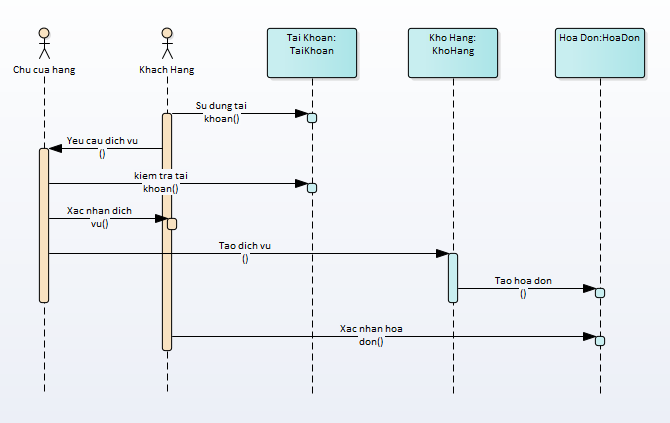 Tai Khoan:
TaiKhoan
Kho Hang:
KhoHang
Hoa Don:HoaDon
Chu cua hang
Khach Hang
Su dung tai
khoan()
Yeu cau dich vu
()
kiem tra tai
khoan()
Xac nhan dich
vu()
Tao dich vu
()
Tao hoa don
()
Xac nhan hoa
don()